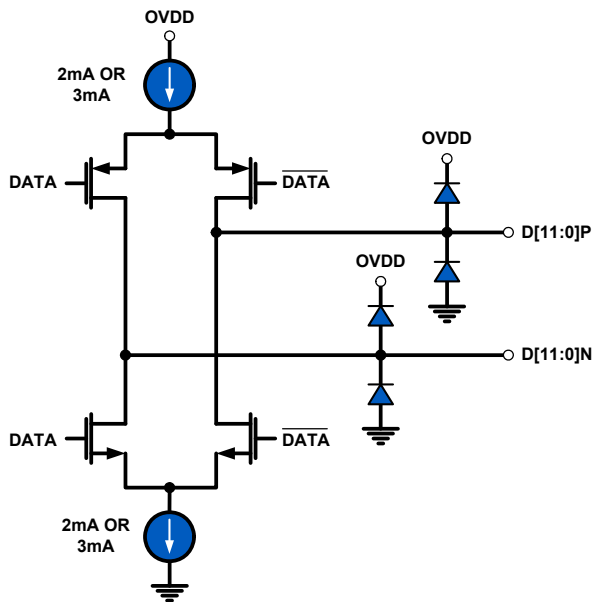 OVDD
2mA OR
3mA
OVDD
DATA
DATA
D[11:0]P
OVDD
D[11:0]N
DATA
DATA
2mA OR
3mA